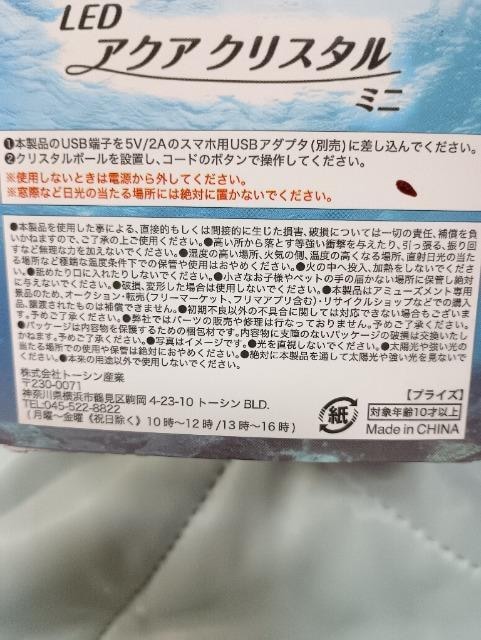 LED
アクアクリスタル
ミニ
❶本製品のUSB端子を5V/2Aのスマホ用USBアダプタ(別売)に差し込んでください。
❷クリスタルボールを設置し、コードのボタンで操作してください。
※使用しないときは電源から外してください。
※窓際など日光の当たる場所には絶対に置かないでください。
●本製品を使用した事による、直接的もしくは間接的に生じた損害、破損については一切の責任、補償を負
いかねますので、ご了承の上ご使用ください。●高い所から落とす等強い衝撃を与えたり、引っ張る、振り回
すなど無理な力を加えないでください。●湿度の高い場所、火気の側、温度の高くなる場所、直射日光の当た
る場所など極端な温度条件下での保管や使用はおやめください。●火の中へ投入、加熱をしないでくださ
い。●舐めたり口に入れたりしないでください。●小さなお子様やペットの手の届かない場所に保管し絶対
に与えないでください。●破損、変形した場合は使用しないでください。●本製品はアミューズメント専用
景品のため、オークション・転売(フリーマーケット、フリマアプリ含む)・リサイクルショップなどでの購入
品、譲渡されたものは補償できません。●初期不良以外の不具合に関しては対応できない場合もございま
す。予めご了承ください。●弊社ではパーツの販売や修理は行なっておりません。予めご了承ください。
●パッケージは内容物を保護するための梱包材です。内容物に支障のないパッケージの破損は交換いたし
かねます。予めご了承ください。●写真はイメージです。●光を直視しないでください。●太陽光や強い光の
当たる場所での使用や保管は絶対におやめください。●絶対に本製品を通して太陽光や強い光を見ないで
ください。●本来の用途以外で使用しないでください。
株式会社トーシン産業
〒230-0071
神奈川県横浜市鶴見区駒岡 4-23-10 トーシン BLD.
TEL:045-522-8822
(月曜〜金曜《祝日除く》10時〜12時/13時〜16時)
紙
【プライズ】
対象年齢10才以上
Made in CHINA